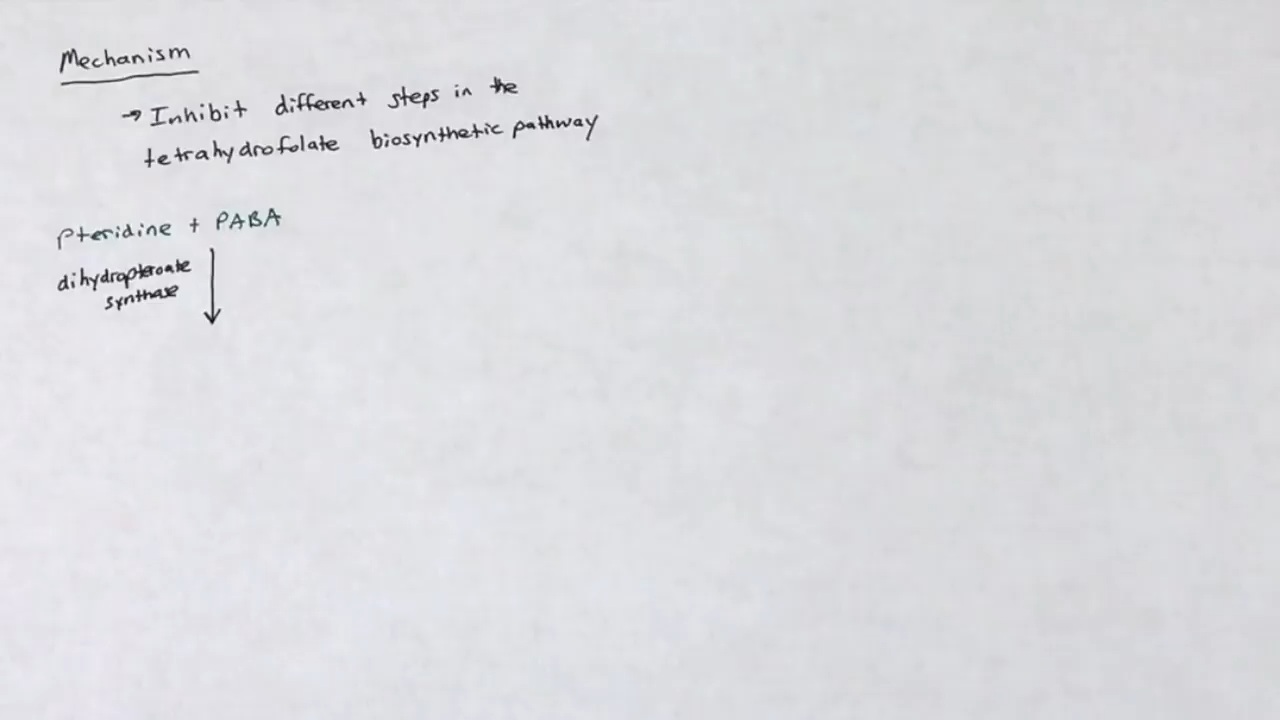 Mechanism
→ Inhibit different steps in the
tetrahydrofolate biosynthetic pathway
Pteridine + PABA
dihydropteroate
synthase